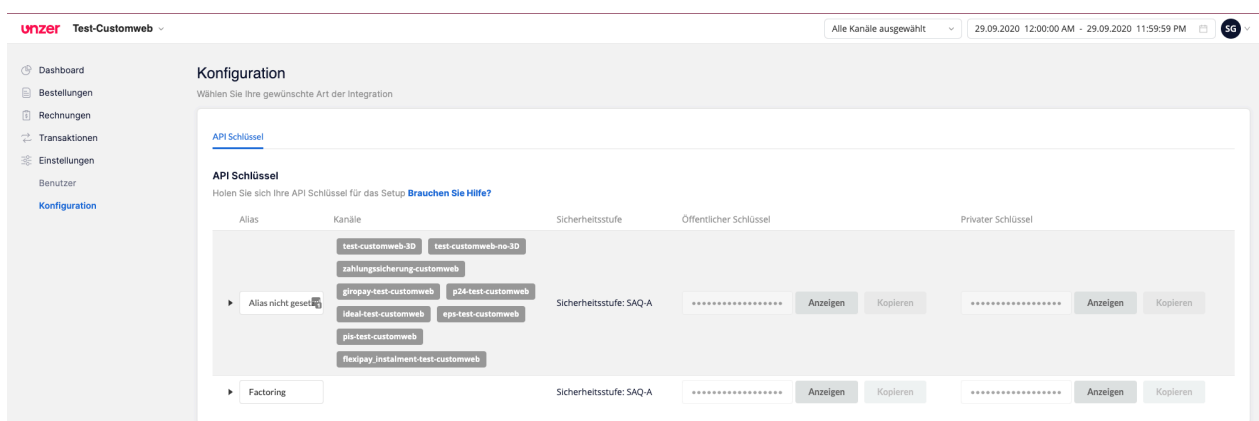 unzer Test-Customweb Alle Kanäle ausgewählt 29.09.2020 12:00:00 AM - 29.09.2020 11:59:59 PM SG
Dashboard
Bestellungen
Rechnungen
Transaktionen
Einstellungen
Benutzer
Konfiguration
Konfiguration
Wählen Sie Ihre gewünschte Art der Integration
API Schlüssel
API Schlüssel
Holen Sie sich Ihre API Schlüssel für das Setup Brauchen Sie Hilfe?
Alias Kanäle Sicherheitsstufe Öffentlicher Schlüssel Privater Schlüssel
test-customweb-3D test-customweb-no-3D
zahlungssicherung-customweb
giropay-test-customweb p24-test-customweb
Alias nicht Sicherheitsstufe: SAQ-A Anzeigen Kopieren Anzeigen Kopieren
ideal-test-customweb eps-test-customweb
pis-test-customweb
flexipay_instalment-test-customweb
Factoring Sicherheitsstufe: SAQ-A Anzeigen Kopieren Anzeigen Kopieren